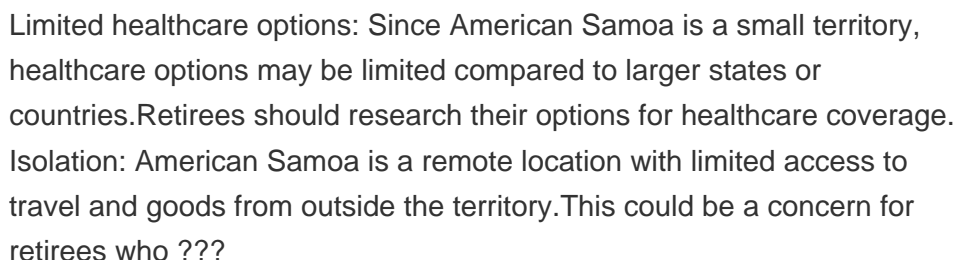 Limited healthcare options: Since American Samoa is a small territory,
healthcare options may be limited compared to larger states or
countries.Retirees should research their options for healthcare coverage.
Isolation: American Samoa is a remote location with limited access to
travel and goods from outside the territory.This could be a concern for
retirees who ???